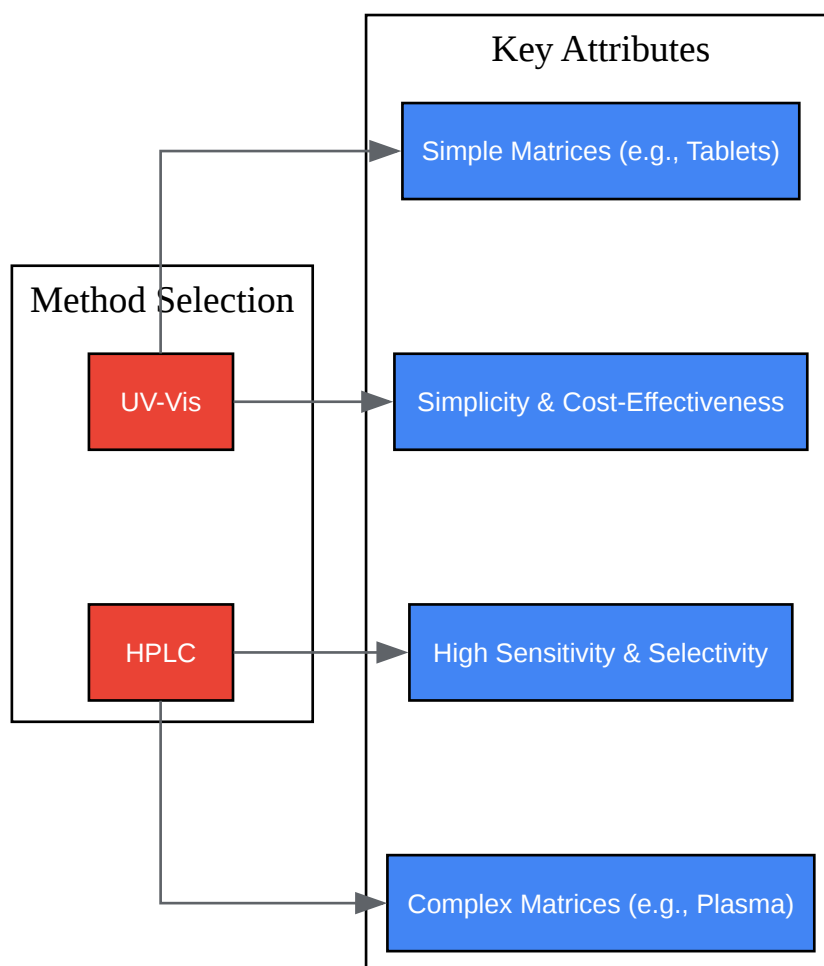 Key Attributes
Simple Matrices (e.g., Tablets)
Method Selection
UV-Vis
Simplicity & Cost-Effectiveness
HPLC
High Sensitivity & Selectivity
Complex Matrices (e.g., Plasma)